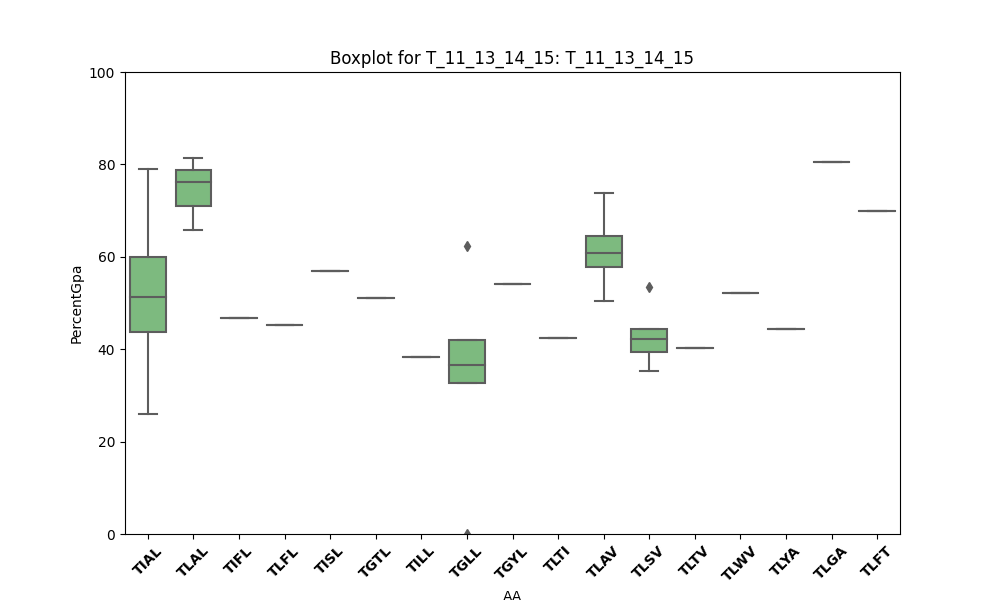 Boxplot for T_11_13_14_15: T_11_13_14_15
100
80
60
40
20
0
PercentGpa
TIAL TLAL TIFL TLFL TISL TGTL TILL TGLL TGYL TLTI TLAV TLSV TLTV TLWV TLYA TLGA TLFT
AA